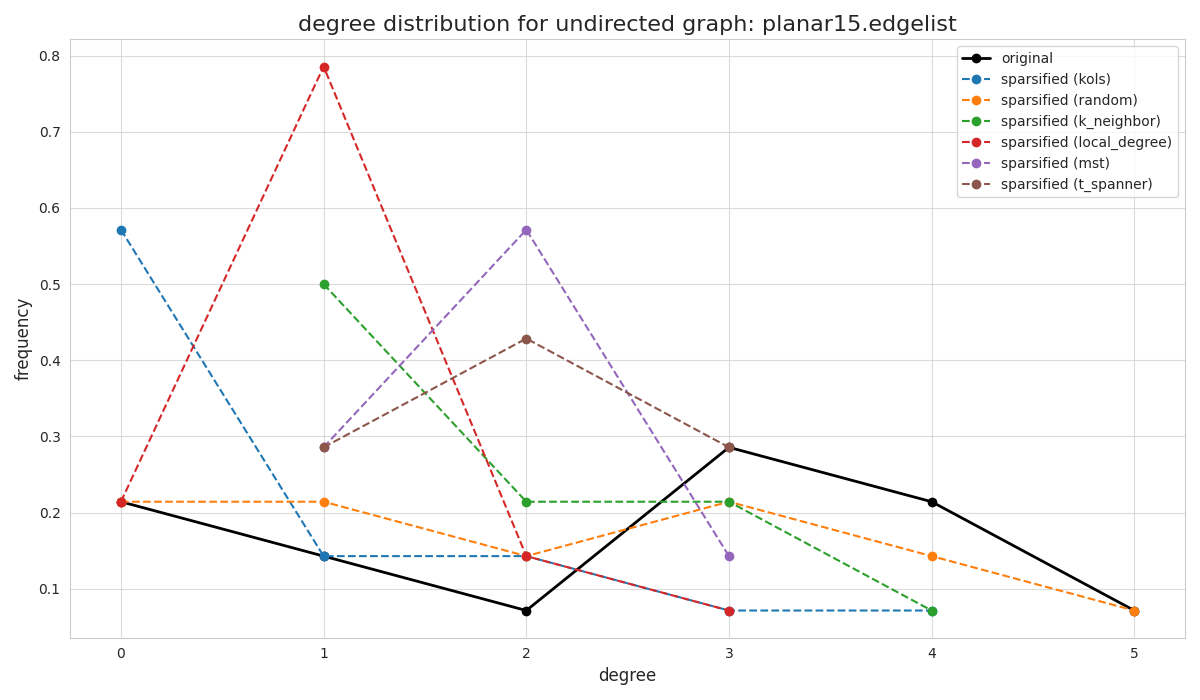 degree distribution for undirected graph: planar15.edgelist
original
sparsified (kols)
sparsified (random)
sparsified (k_neighbor)
sparsified (local_degree)
sparsified (mst)
sparsified (t_spanner)
frequency
0.8
0.7
0.6
0.5
0.4
0.3
0.2
0.1
0 1 2 3 4 5
degree